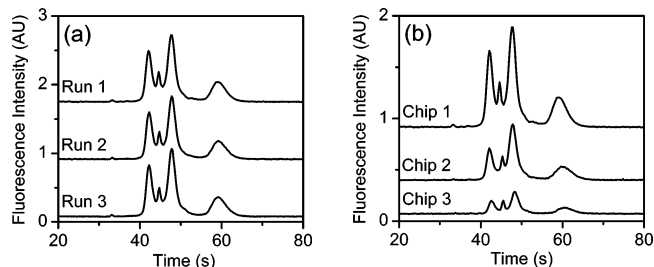 (a)
Fluorescence Intensity (AU)
3
2
1
0
Run 1
Run 2
Run 3
20 40 60 80
Time (s)
(b)
Fluorescence Intensity (AU)
2
1
0
Chip 1
Chip 2
Chip 3
20 40 60 80
Time (s)